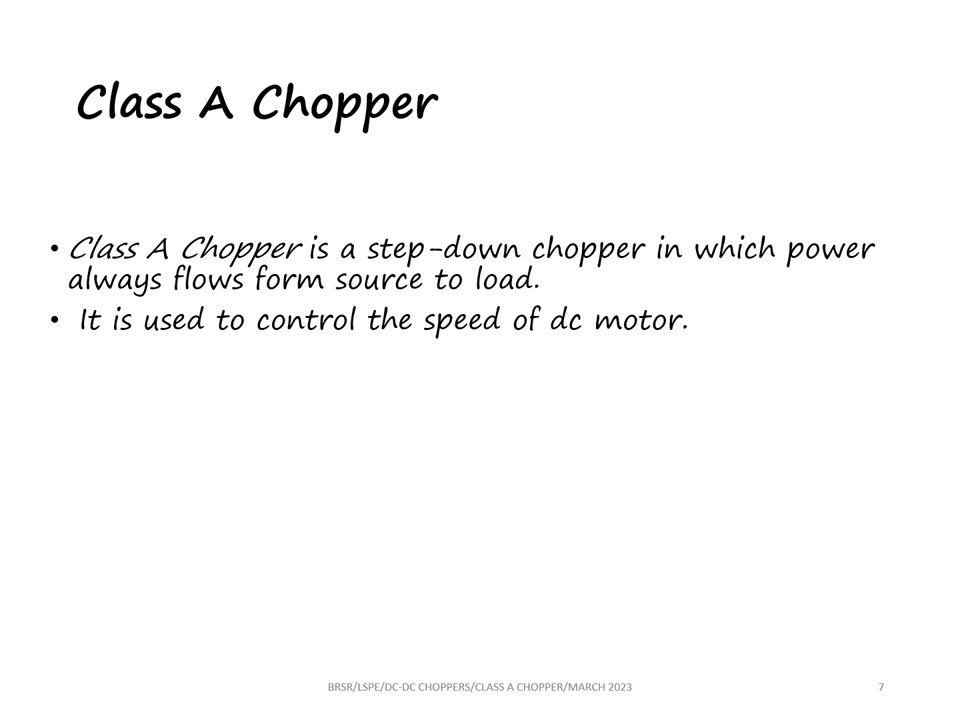 Class A Chopper
• Class A Chopper is a step-down chopper in which power
always flows form source to load.
• It is used to control the speed of dc motor.
BRSR/LSPE/DC-DC CHOPPERS/CLASS A CHOPPER/MARCH 2023 7